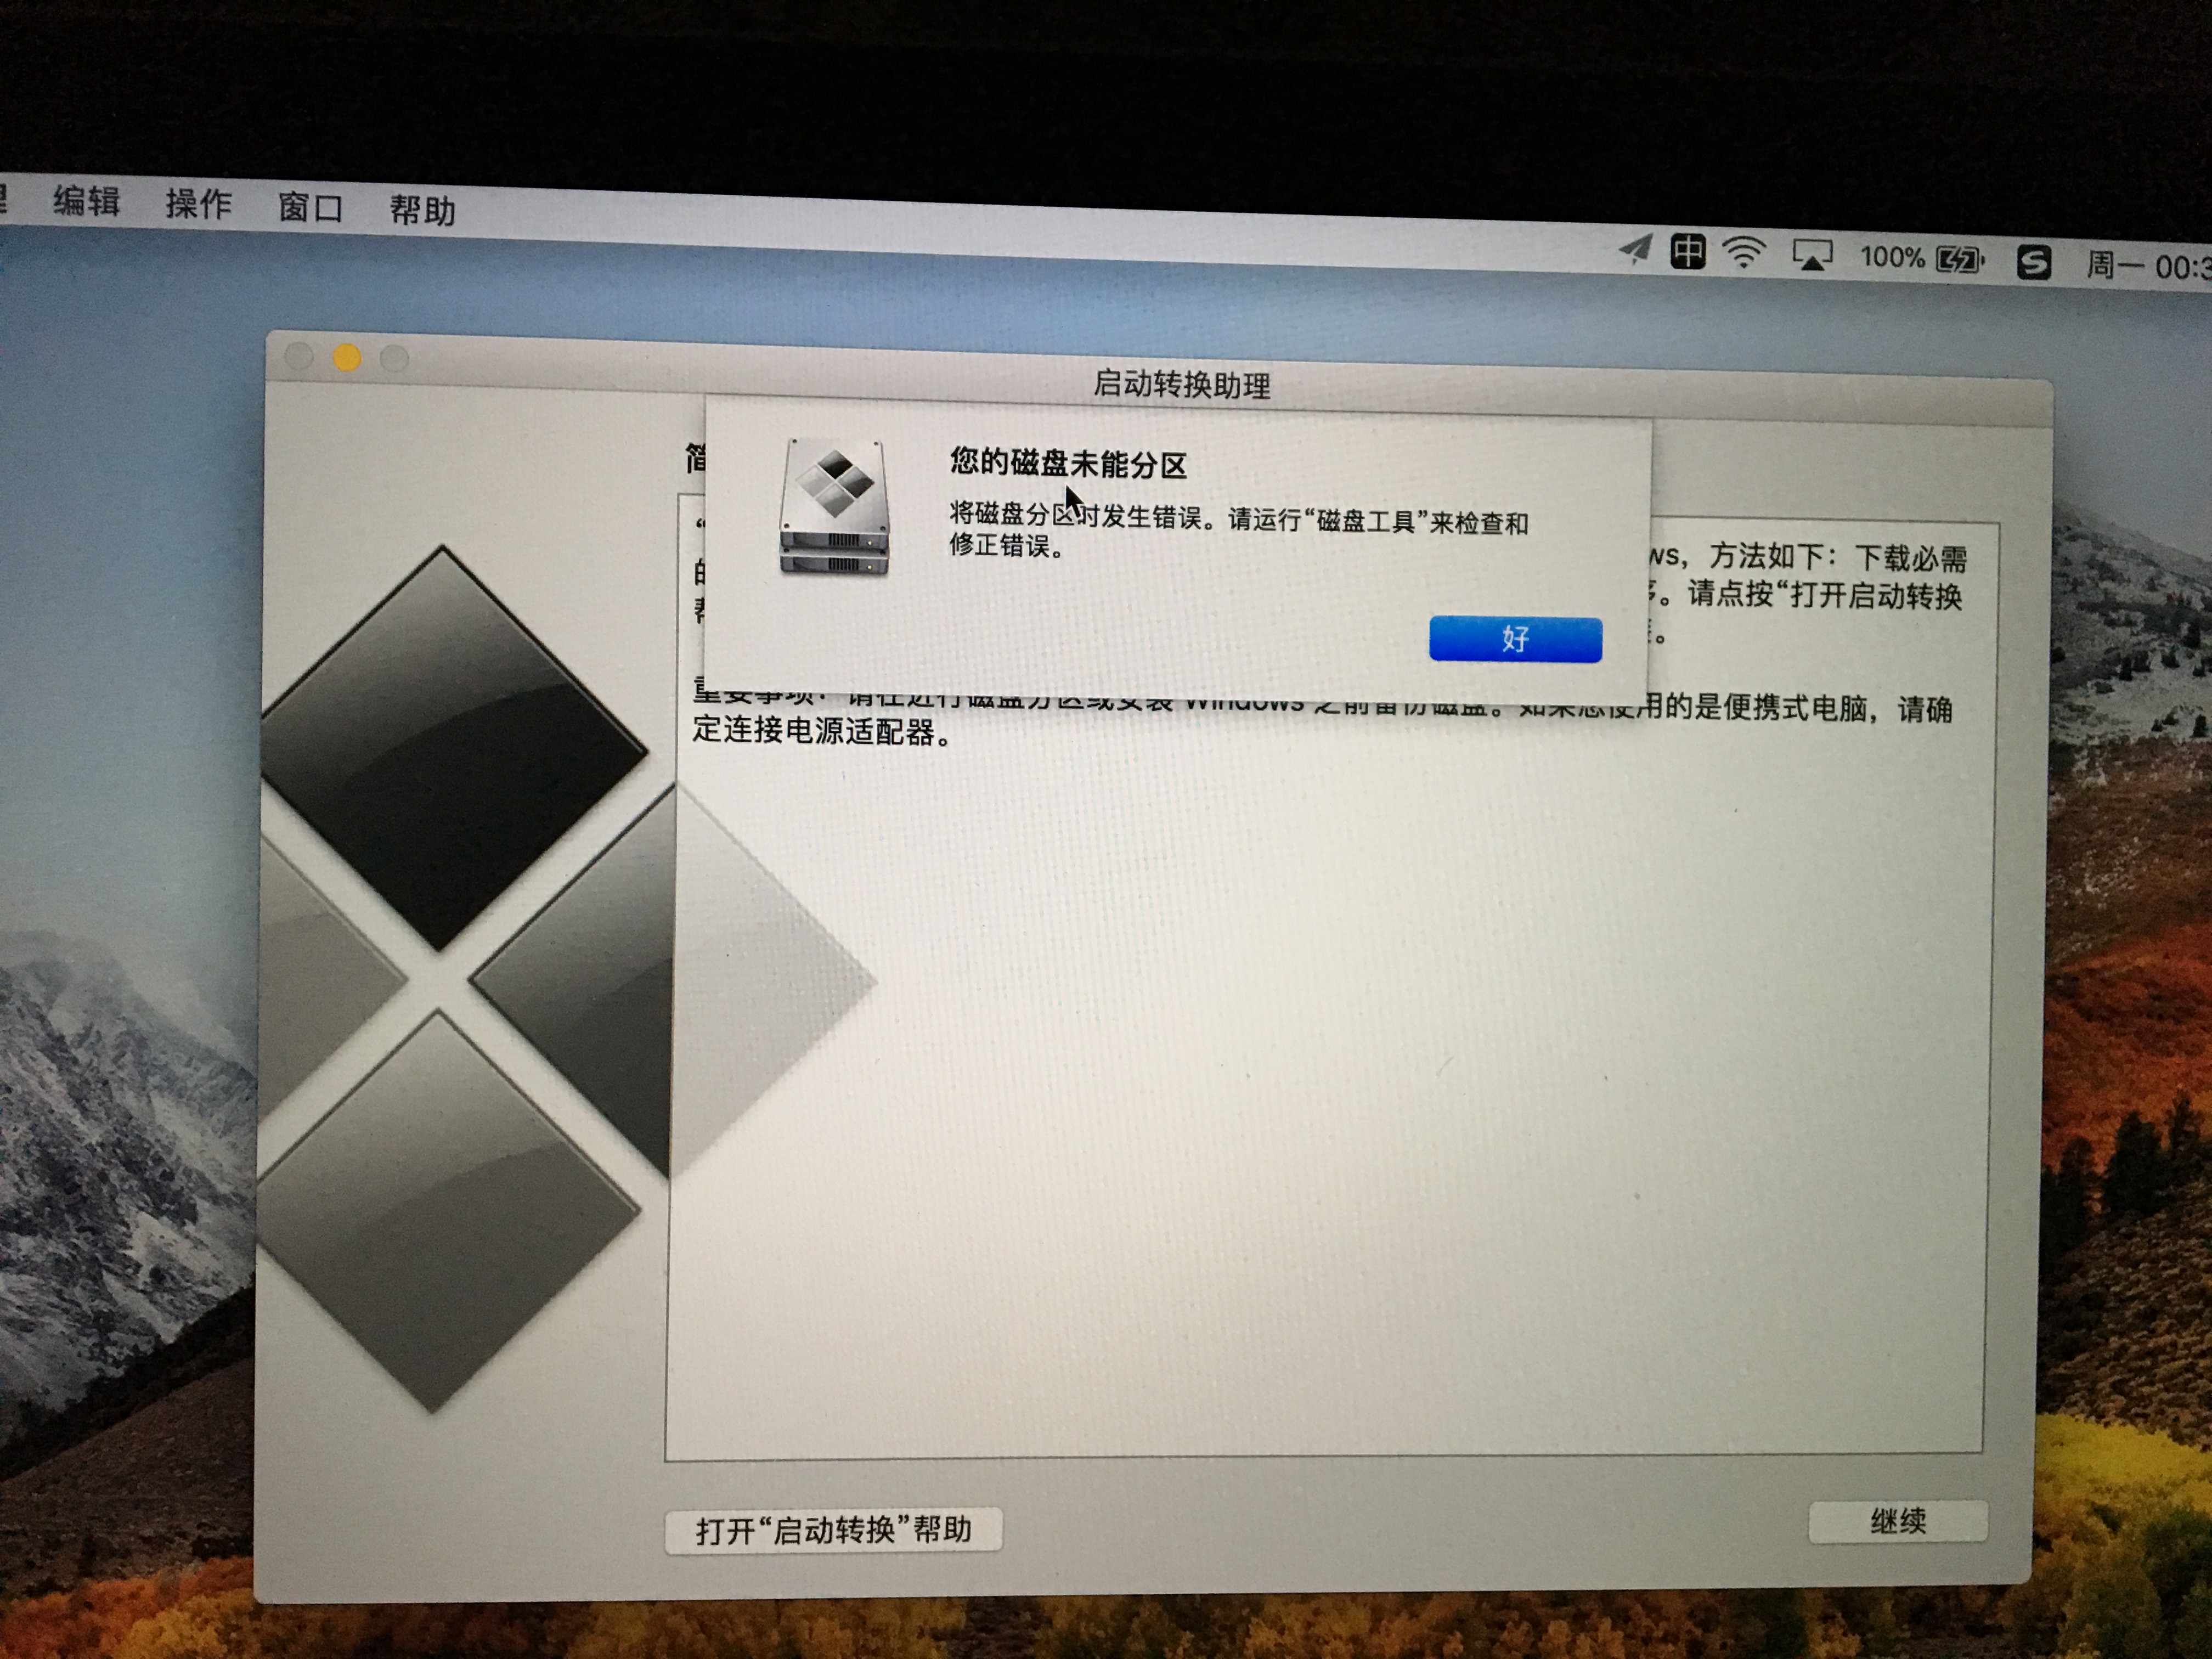 编辑 操作 窗口 帮助
中 100% S 周一 00:3
启动转换助理
您的磁盘未能分区
将磁盘分区时发生错误。请运行“磁盘工具”来检查和
修正错误。
好
ws，方法如下：下载必需
。请点按“打开启动转换
。
重要事项：请在进行磁盘分区或安装 Windows 之前备份磁盘。如果您使用的是便携式电脑，请确
定连接电源适配器。
打开“启动转换”帮助
继续